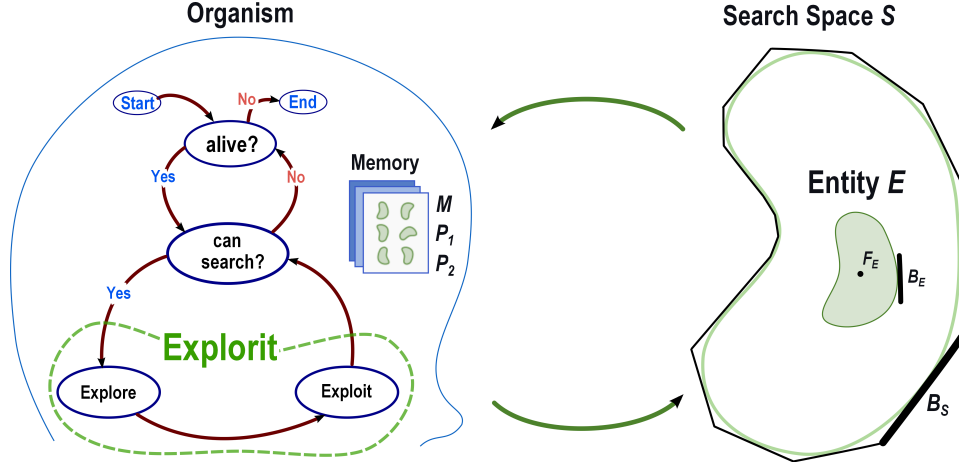 Organism
Search Space S
Start
No
End
alive?
Yes
No
Memory
M
P1
P2
can
search?
Yes
Explorit
Explore
Exploit
Entity E
FE
BE
BS